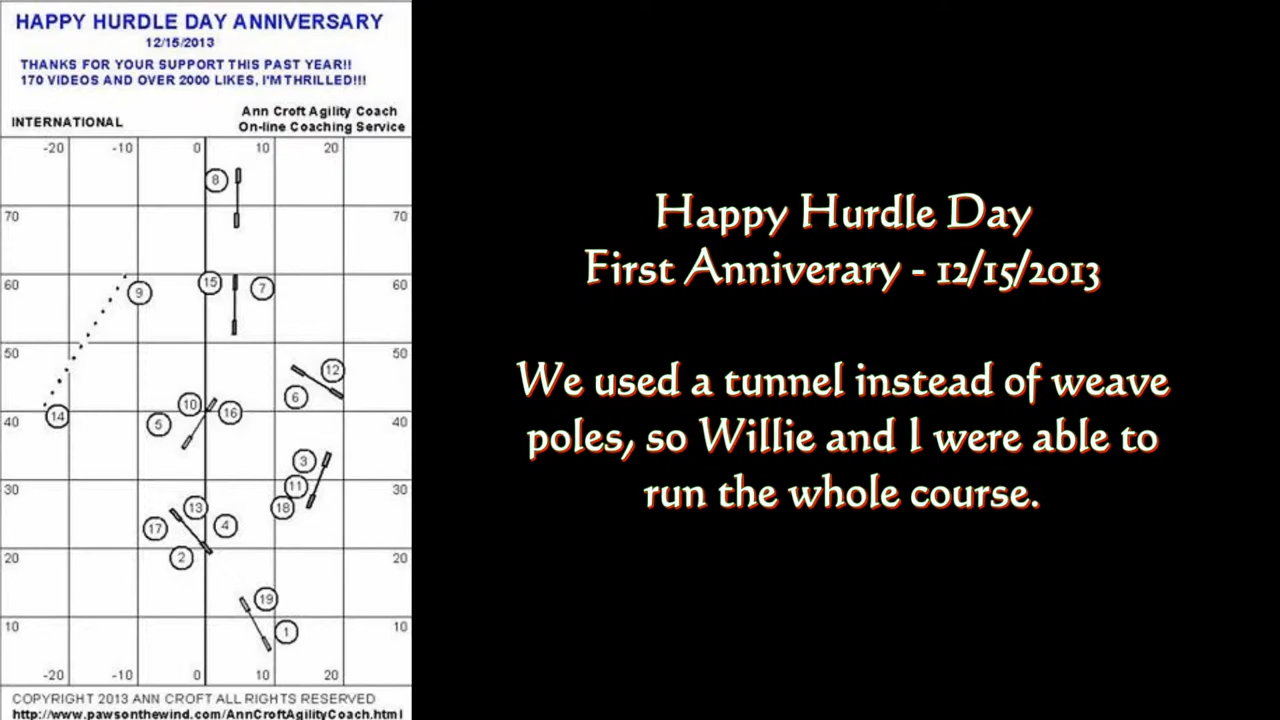 HAPPY HURDLE DAY ANNIVERSARY
12/15/2013
THANKS FOR YOUR SUPPORT THIS PAST YEAR!!
170 VIDEOS AND OVER 2000 LIKES, I'M THRILLED!!!
INTERNATIONAL
Ann Croft Agility Coach
On-line Coaching Service
-20 -10 0 10 20
8
70 70
60 9 15 7 60
50 50
12
6
14 40 5 10 16 40
3
11
30 30
18
13
17 4
2
20 20
19
1
10 10
-20 -10 0 10 20
COPYRIGHT 2013 ANN CROFT ALL RIGHTS RESERVED
http://www.pawsonthewind.com/AnnCroftAgilityCoach.html
Happy Hurdle Day
First Anniverary - 12/15/2013
We used a tunnel instead of weave
poles, so Willie and I were able to
run the whole course.